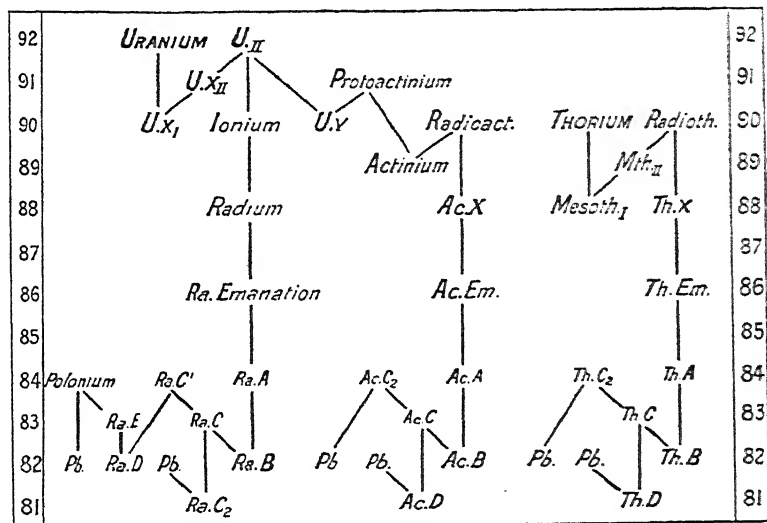 92 URANIUM U.II 92
91 U.XII Protoactinium 91
90 U.XI Ionium U.Y Radioact. THORIUM Radioth. 90
89 Actinium Mth.II 89
88 Radium Ac.X Mesoth.I Th.X 88
87 87
86 Ra.Emanation Ac.Em. Th.Em. 86
85 85
84 Polonium Ra.C' Ra.A Ac.C2 Ac.A Th.C2 Th.A 84
83 Ra.E Ra.C Ac.C Th.C 83
82 Pb. Ra.D Pb. Ra.B Pb Pb. Ac.B Pb. Pb. Th.B 82
81 Ra.C2 Ac.D Th.D 81